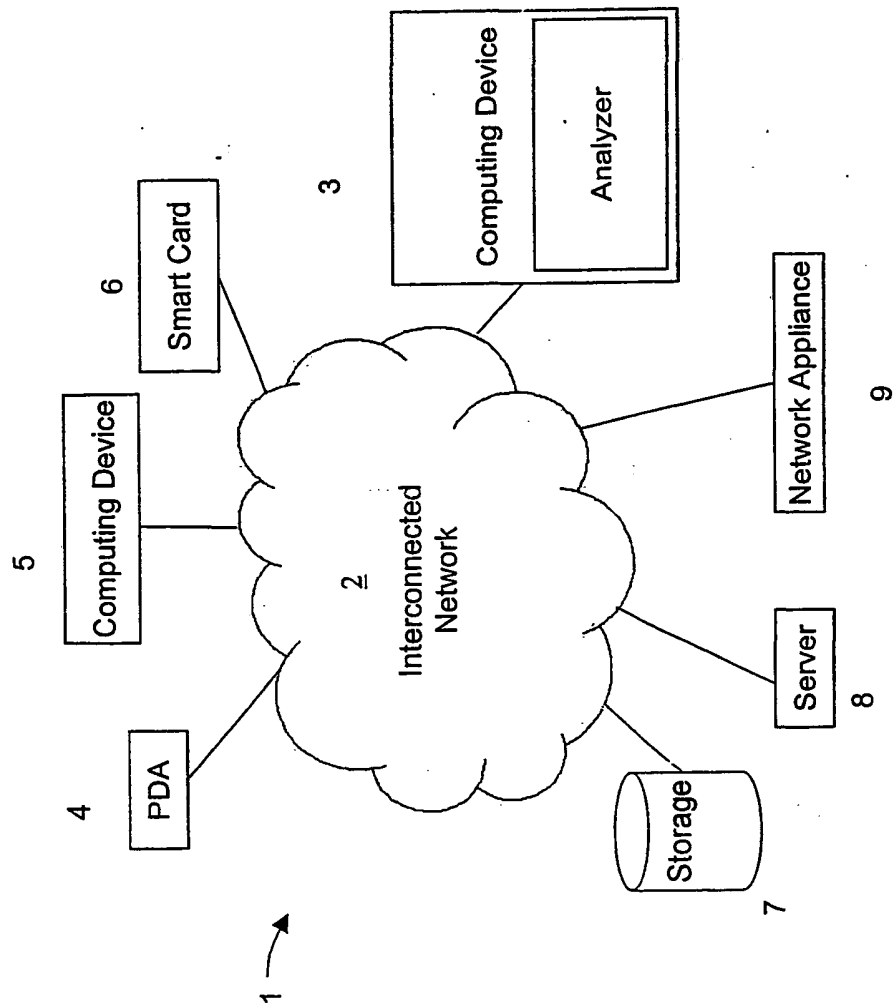 1
4
PDA
5
Computing Device
6
Smart Card
3
Computing Device
Analyzer
2
Interconnected
Network
7
Storage
8
Server
9
Network Appliance